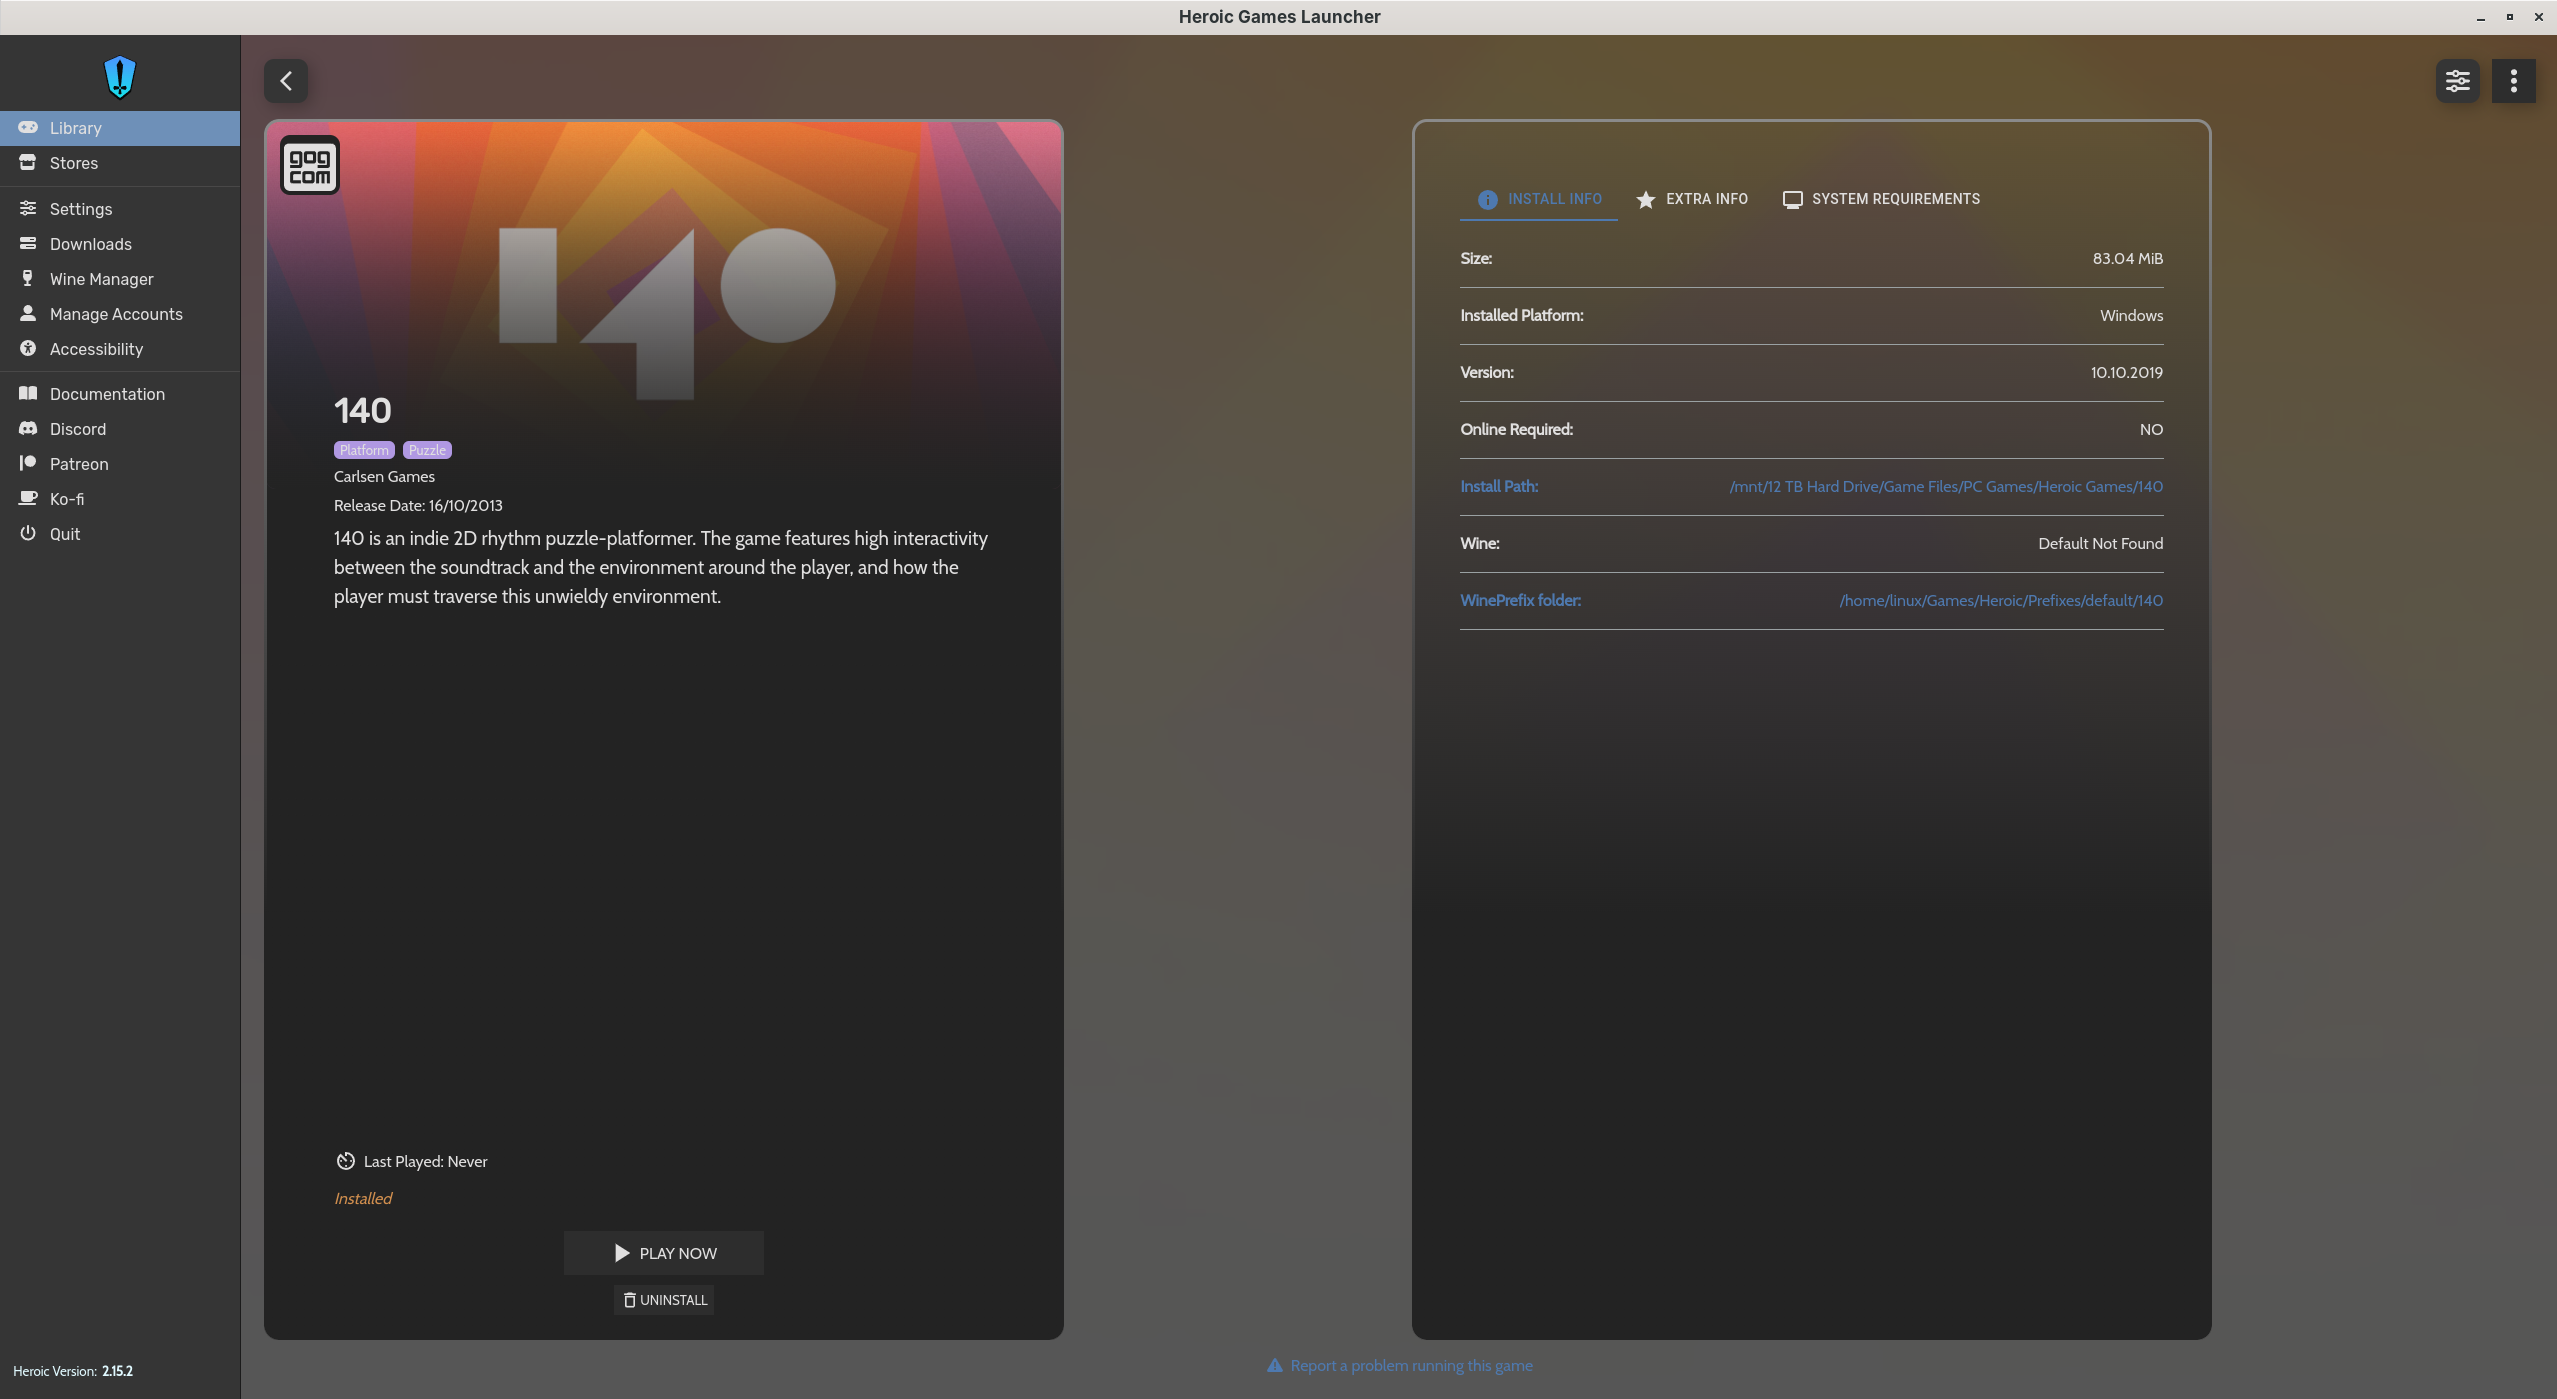 Heroic Games Launcher
Library
Stores
Settings
Downloads
Wine Manager
Manage Accounts
Accessibility
Documentation
Discord
Patreon
Ko-fi
Quit
Heroic Version: 2.15.2
gog
com
140
140
Platform Puzzle
Carlsen Games
Release Date: 16/10/2013
140 is an indie 2D rhythm puzzle-platformer. The game features high interactivity
between the soundtrack and the environment around the player, and how the
player must traverse this unwieldy environment.
Last Played: Never
Installed
PLAY NOW
UNINSTALL
INSTALL INFO EXTRA INFO SYSTEM REQUIREMENTS
Size: 83.04 MiB
Installed Platform: Windows
Version: 10.10.2019
Online Required: NO
Install Path: /mnt/12 TB Hard Drive/Game Files/PC Games/Heroic Games/140
Wine: Default Not Found
WinePrefix folder: /home/linux/Games/Heroic/Prefixes/default/140
Report a problem running this game